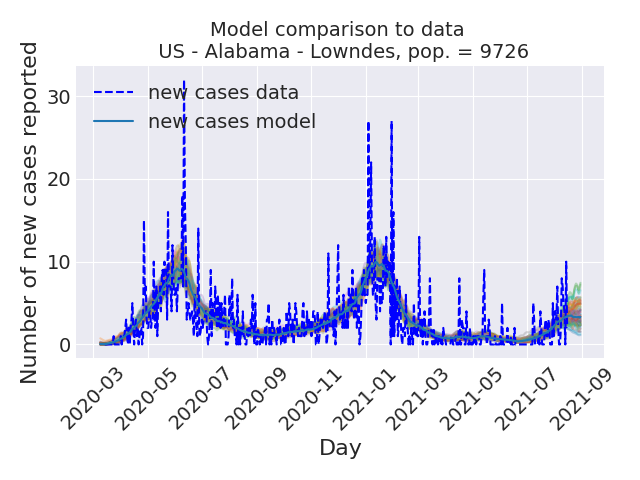 Model comparison to data
US - Alabama - Lowndes, pop. = 9726
Number of new cases reported
30
20
10
0
new cases data
new cases model
2020-03
2020-05
2020-07
2020-09
2020-11
2021-01
2021-03
2021-05
2021-07
2021-09
Day